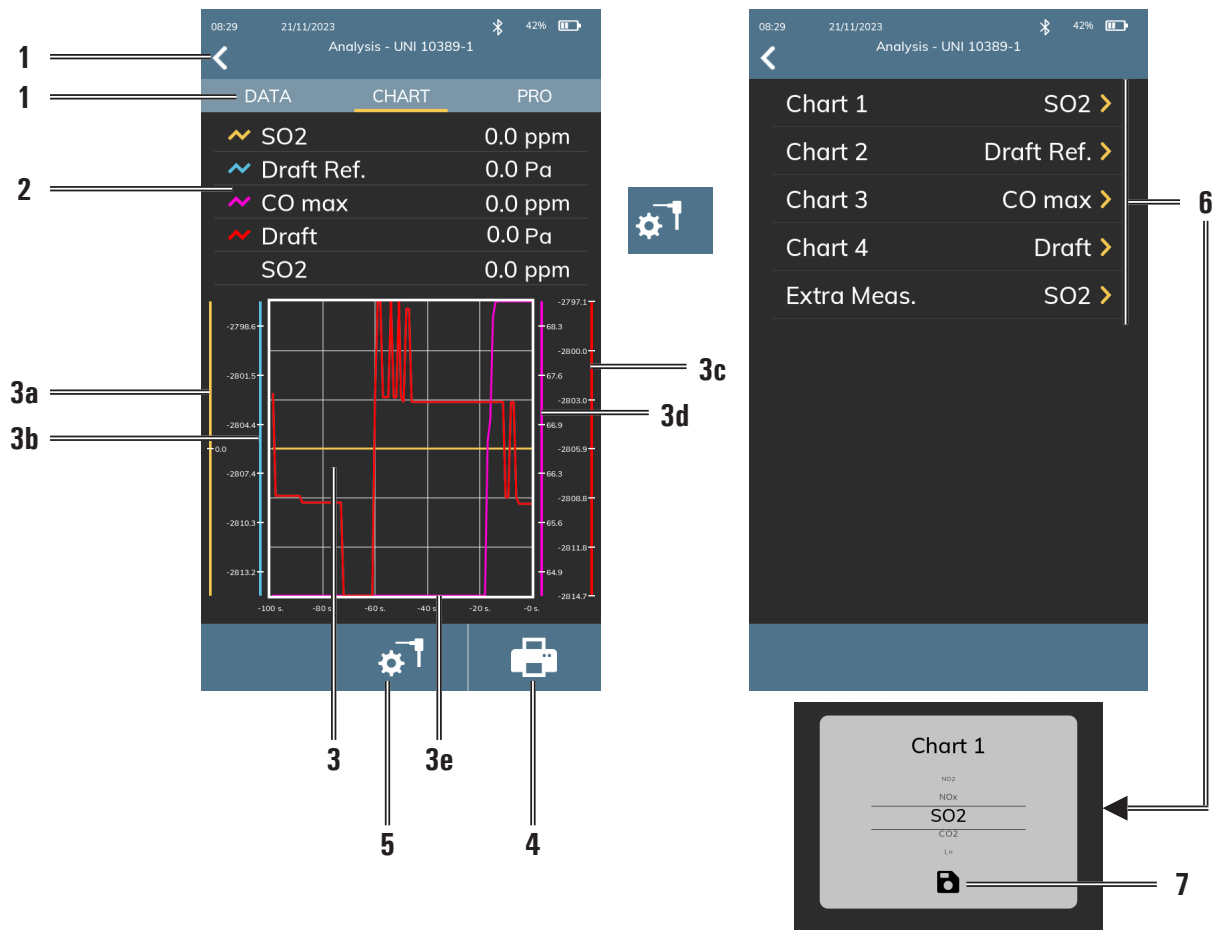 08:29 21/11/2023 42%
Analysis - UNI 10389-1
DATA CHART PRO
SO2 0.0 ppm
Draft Ref. 0.0 Pa
CO max 0.0 ppm
Draft 0.0 Pa
SO2 0.0 ppm
-2797.1
-2798.6 68.3
-2800.0
-2801.5 67.6
-2803.0
-2804.4 66.9
0.0 -2805.9
-2807.4 66.3
-2808.8
-2810.3 65.6
-2811.8
-2813.2 64.9
-2814.7
-100 s. -80 s -60 s. -40 s -20 s. -0 s.
1
1
2
3a
3b
3c
3d
3
3e
5
4
08:29 21/11/2023 42%
Analysis - UNI 10389-1
Chart 1 SO2
Chart 2 Draft Ref.
Chart 3 CO max
Chart 4 Draft
Extra Meas. SO2
6
Chart 1
NO2
NOx
SO2
CO2
7